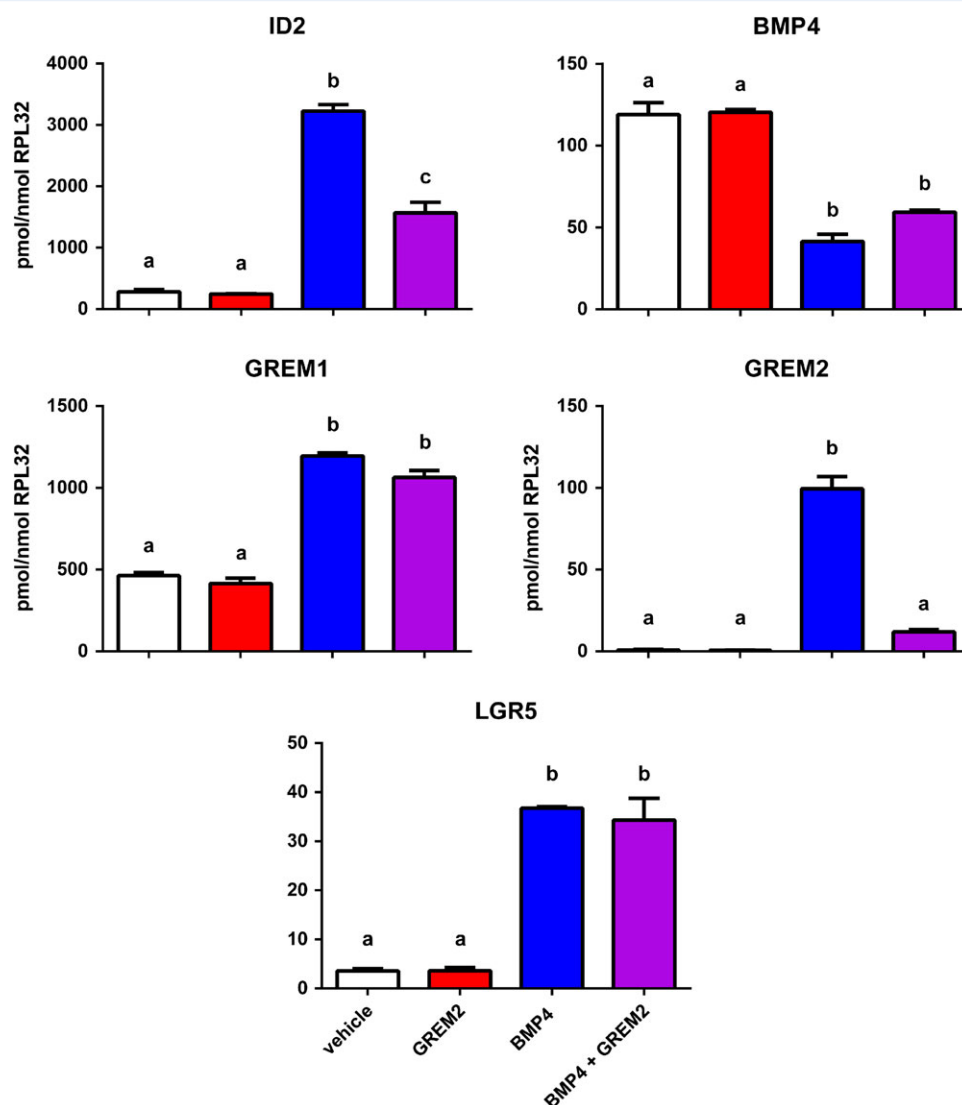 ID2
pmol/nmol RPL32
4000
3000
2000
1000
0
a
a
b
c
BMP4
150
100
50
0
a
a
b
b
GREM1
pmol/nmol RPL32
1500
1000
500
0
a
a
b
b
GREM2
pmol/nmol RPL32
150
100
50
0
a
a
b
a
LGR5
50
40
30
20
10
0
a
a
b
b
vehicle
GREM2
BMP4
BMP4 + GREM2